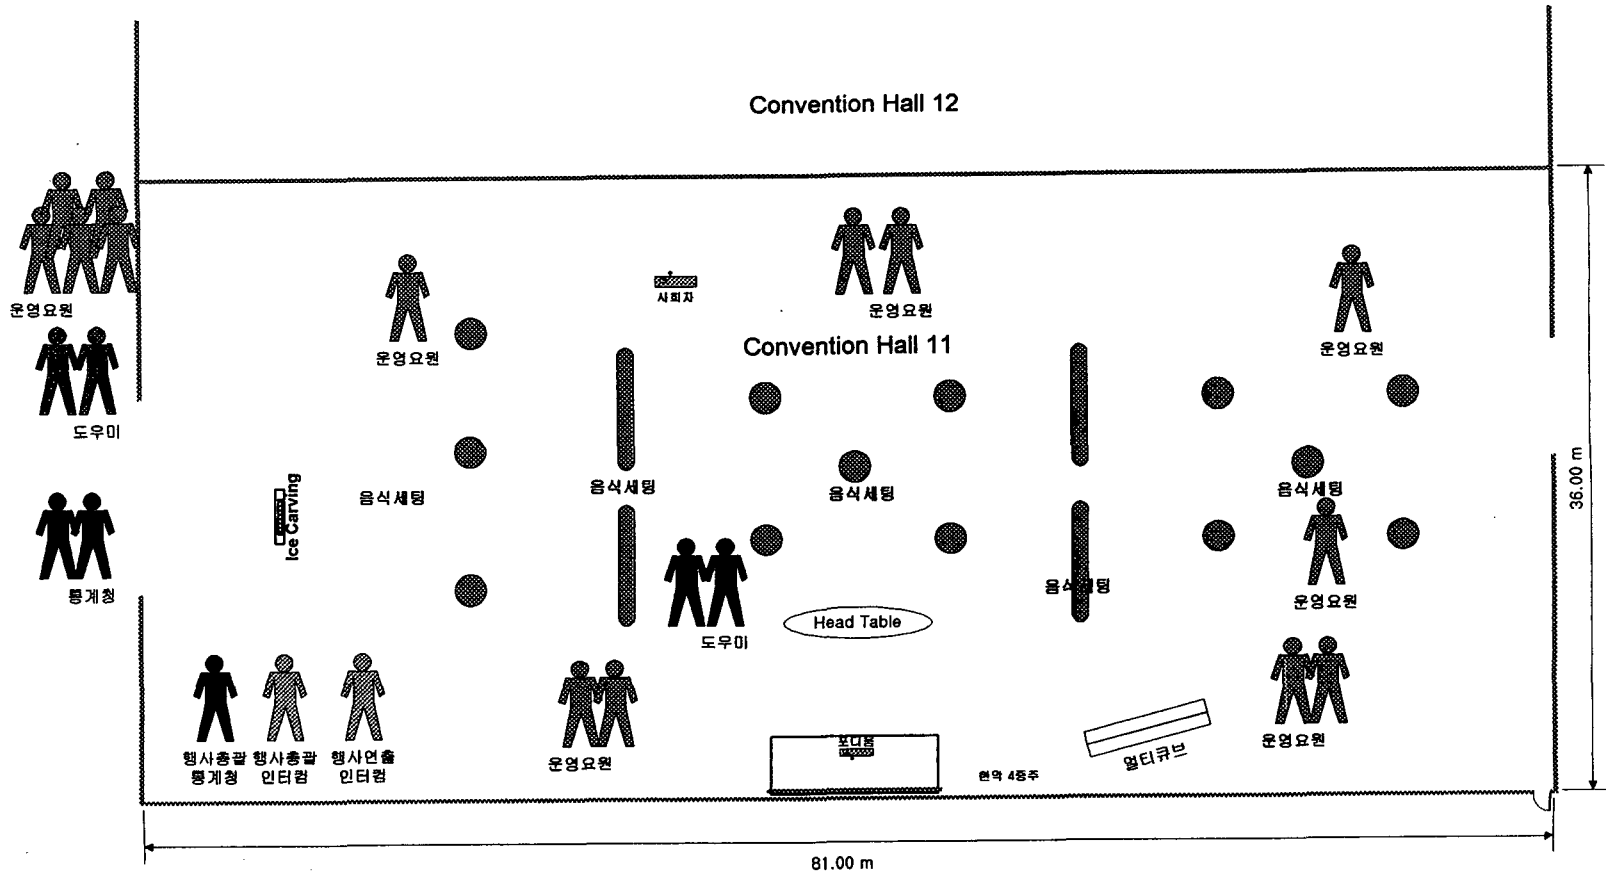 Convention Hall 12
운영요원
사회자
운영요원
운영요원
운영요원
Convention Hall 11
도우미
36.00 m
Ice Carving
음식세팅
음식세팅
음식세팅
음식세팅
음식세팅
통계청
운영요원
Head Table
도우미
행사총괄
통계청
행사총괄
인터컴
행사연출
인터컴
운영요원
포디움
현악 4중주
멀티큐브
운영요원
81.00 m